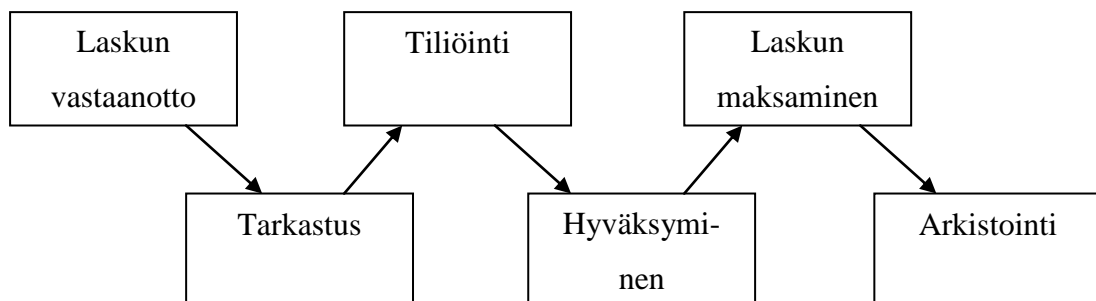 Laskun
vastaanotto
Tarkastus
Tiliöinti
Hyväksymi-
nen
Laskun
maksaminen
Arkistointi